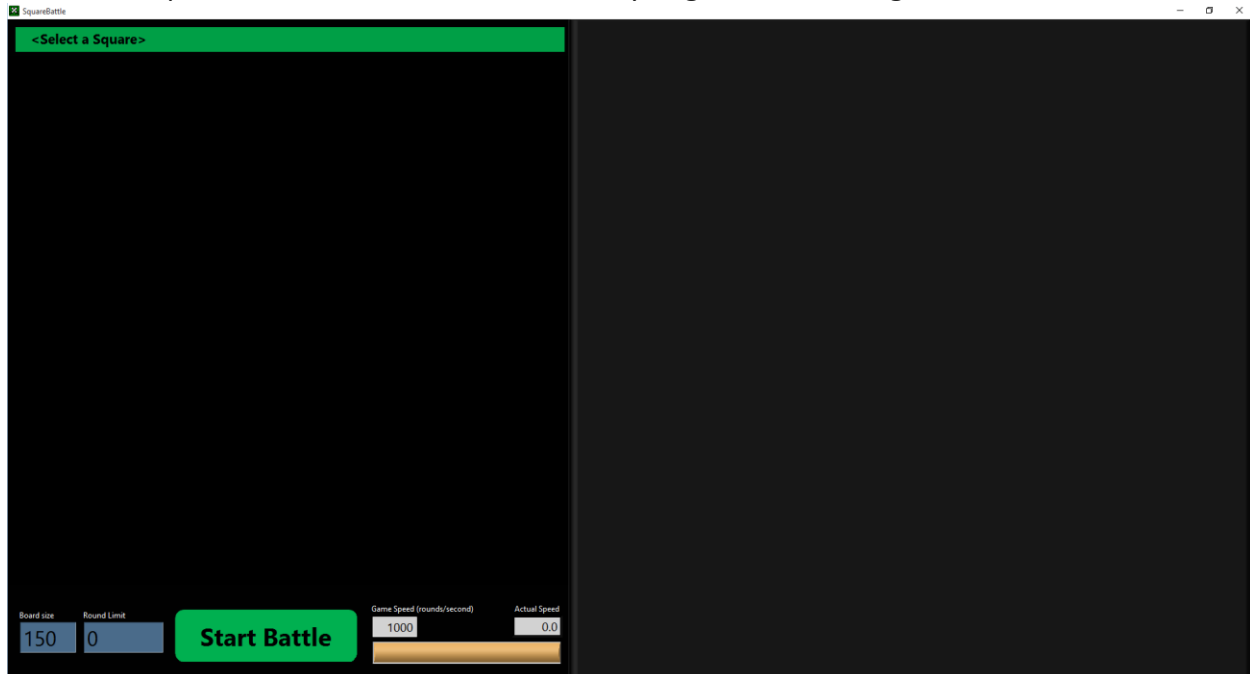 SquareBattle
<Select a Square>
Board size
Round Limit
Game Speed (rounds/second)
Actual Speed
150
0
Start Battle
1000
0.0